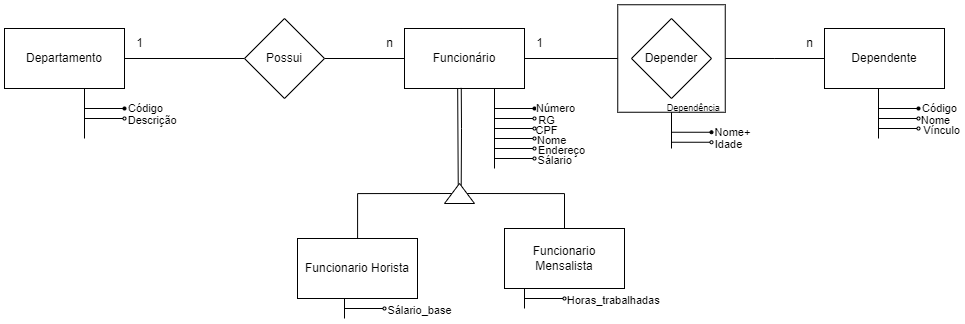 Departamento
1
Possui
n
Funcionário
1
Depender
Dependência
n
Dependente
Código
Descrição
Número
RG
CPF
Nome
Endereço
Sálario
Nome+
Idade
Código
Nome
Vínculo
Funcionario Horista
Sálario_base
Funcionario
Mensalista
Horas_trabalhadas